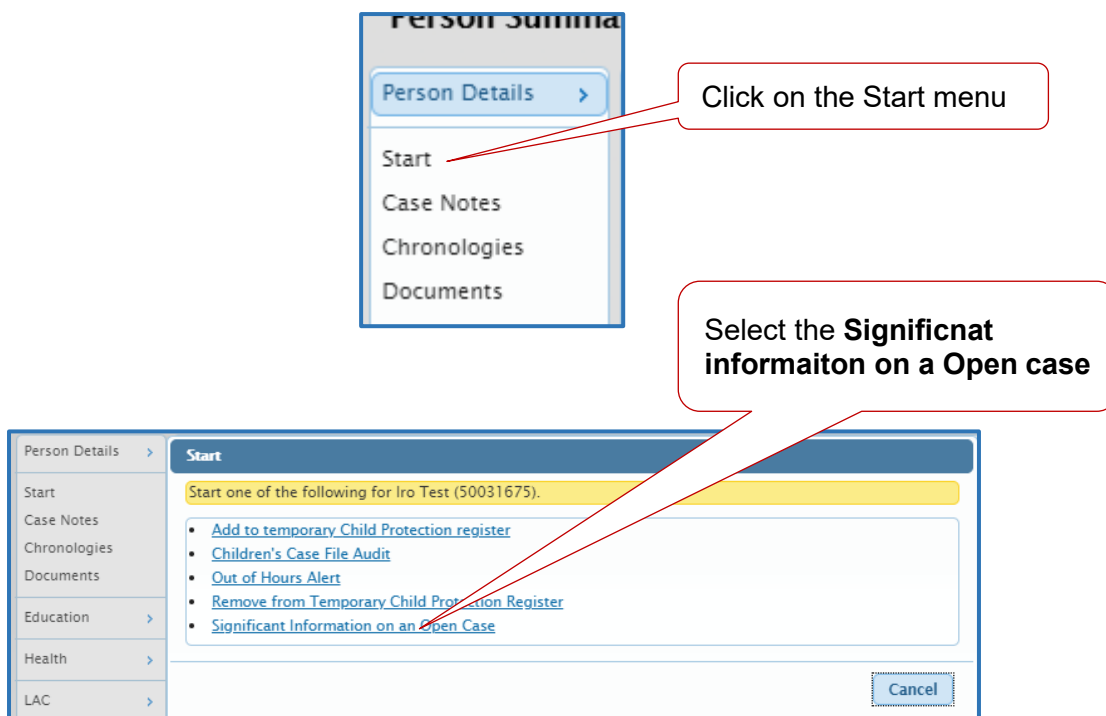 Person Summa
Person Details >
Click on the Start menu
Start
Case Notes
Chronologies
Documents
Select the Significnat
informaiton on a Open case
Person Details >
Start
Case Notes
Chronologies
Documents
Education >
Health >
LAC >
Start
Start one of the following for Iro Test (50031675).
• Add to temporary Child Protection register
• Children's Case File Audit
• Out of Hours Alert
• Remove from Temporary Child Protection Register
• Significant Information on an Open Case
Cancel